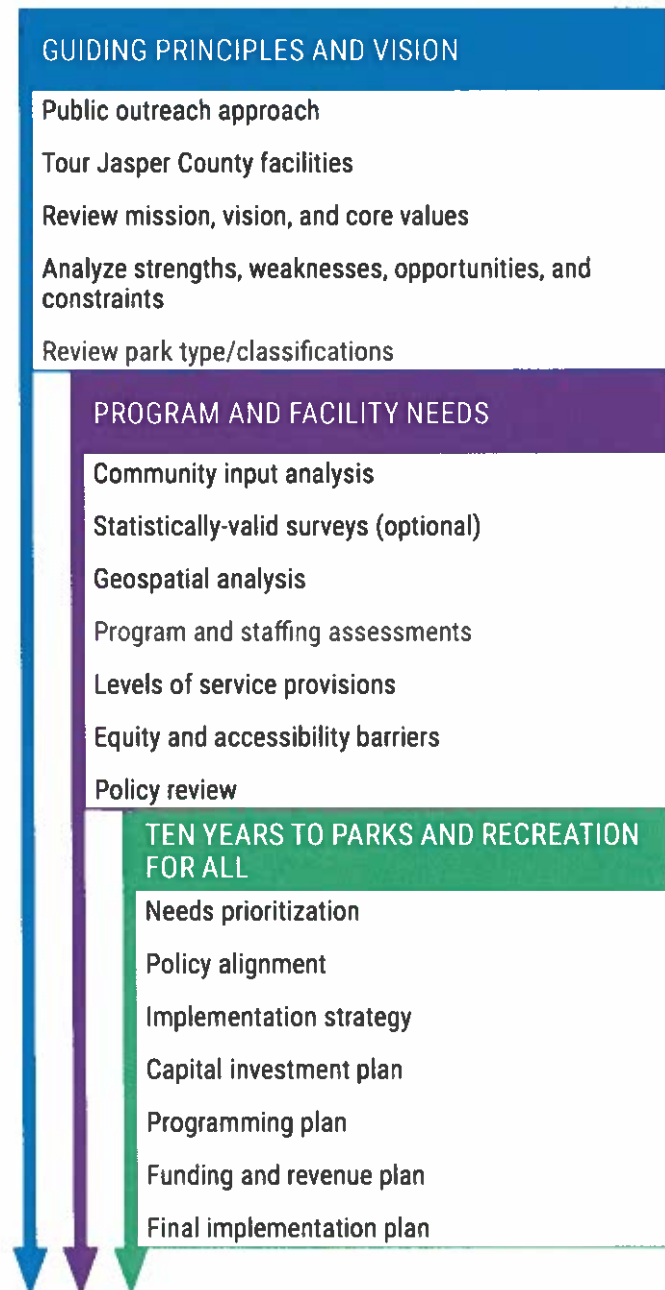 GUIDING PRINCIPLES AND VISION
Public outreach approach
Tour Jasper County facilities
Review mission, vision, and core values
Analyze strengths, weaknesses, opportunities, and
constraints
Review park type/classifications
PROGRAM AND FACILITY NEEDS
Community input analysis
Statistically-valid surveys (optional)
Geospatial analysis
Program and staffing assessments
Levels of service provisions
Equity and accessibility barriers
Policy review
TEN YEARS TO PARKS AND RECREATION
FOR ALL
Needs prioritization
Policy alignment
Implementation strategy
Capital investment plan
Programming plan
Funding and revenue plan
Final implementation plan